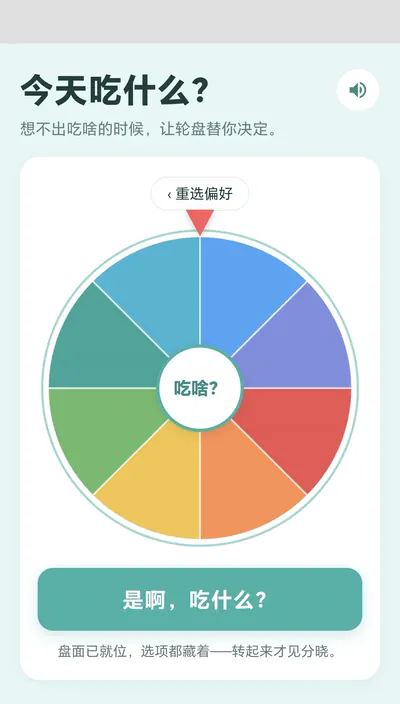 今天吃什么？
想不出吃啥的时候，让轮盘替你决定。
‹ 重选偏好
吃啥？
是啊，吃什么？
盘面已就位，选项都藏着——转起来才见分晓。